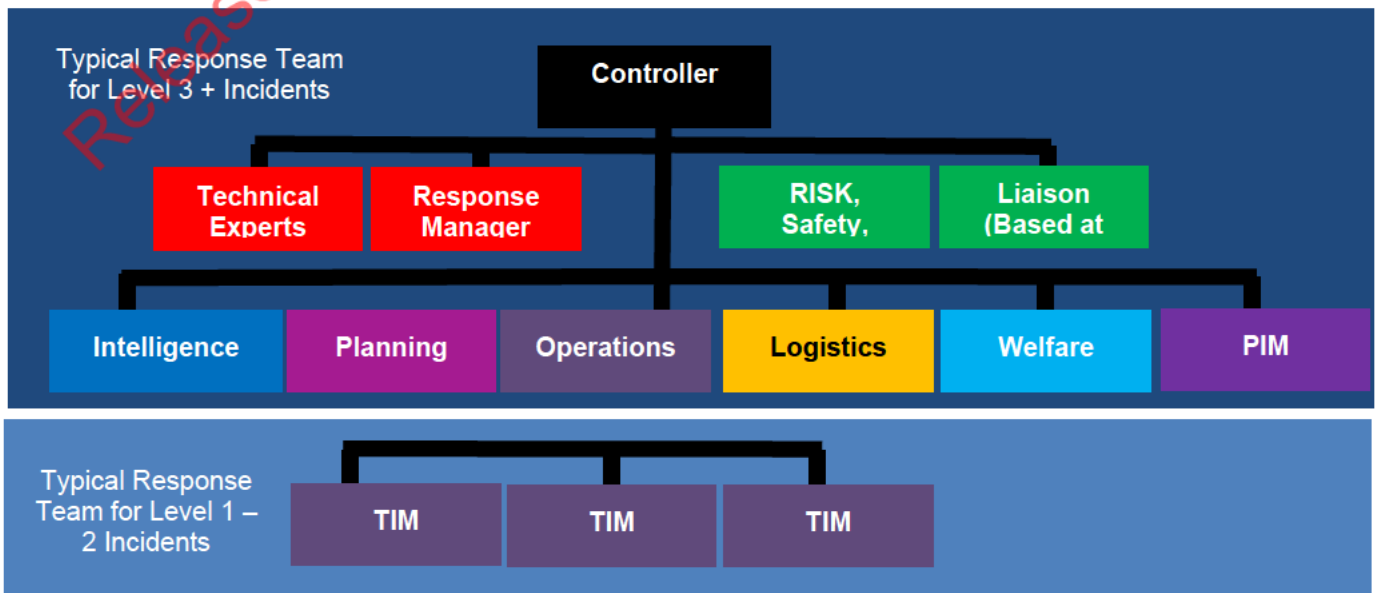 Releas
Typical Response Team
for Level 3 + Incidents
Controller
Technical
Experts
Response
Manager
RISK,
Safety,
Liaison
(Based at
Intelligence
Planning
Operations
Logistics
Welfare
PIM
Typical Response
Team for Level 1 –
2 Incidents
TIM
TIM
TIM